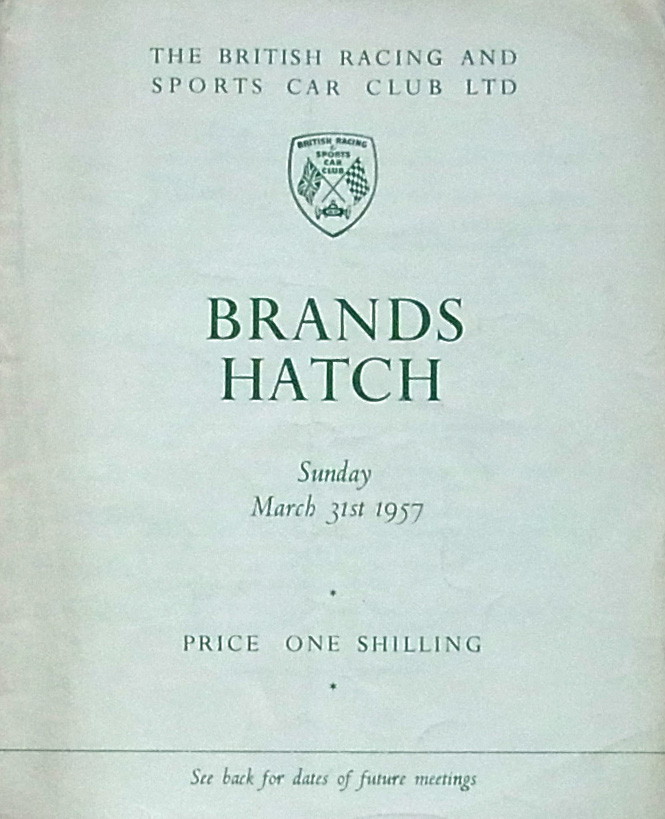 THE BRITISH RACING AND
SPORTS CAR CLUB LTD
BRITISH RACING
&
SPORTS
CAR
CLUB
BRANDS
HATCH
Sunday
March 31st 1957
*
PRICE ONE SHILLING
*
See back for dates of future meetings